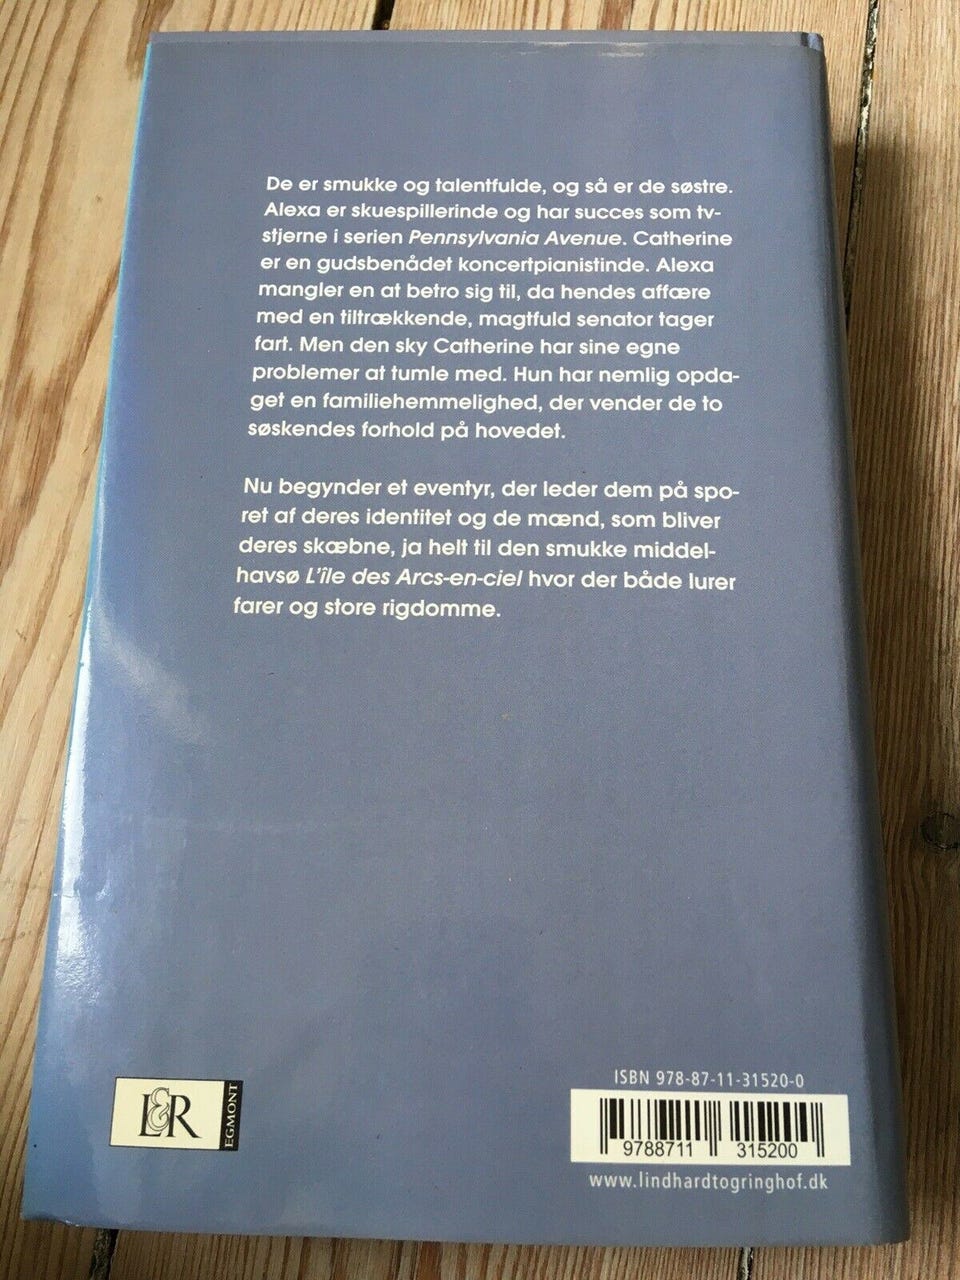 De er smukke og talentfulde, og så er de søstre.
Alexa er skuespillerinde og har succes som tv-
stjerne i serien Pennsylvania Avenue. Catherine
er en gudsbenådet koncertpianistinde. Alexa
mangler en at betro sig til, da hendes affære
med en tiltrækkende, magtfuld senator tager
fart. Men den sky Catherine har sine egne
problemer at tumle med. Hun har nemlig opda-
get en familiehemmelighed, der vender de to
søskendes forhold på hovedet.
Nu begynder et eventyr, der leder dem på spo-
ret af deres identitet og de mænd, som bliver
deres skæbne, ja helt til den smukke middel-
havsø L'île des Arcs-en-ciel hvor der både lurer
farer og store rigdomme.
L&R
EGMONT
ISBN 978-87-11-31520-0
9788711 315200
www.lindhardtogringhof.dk